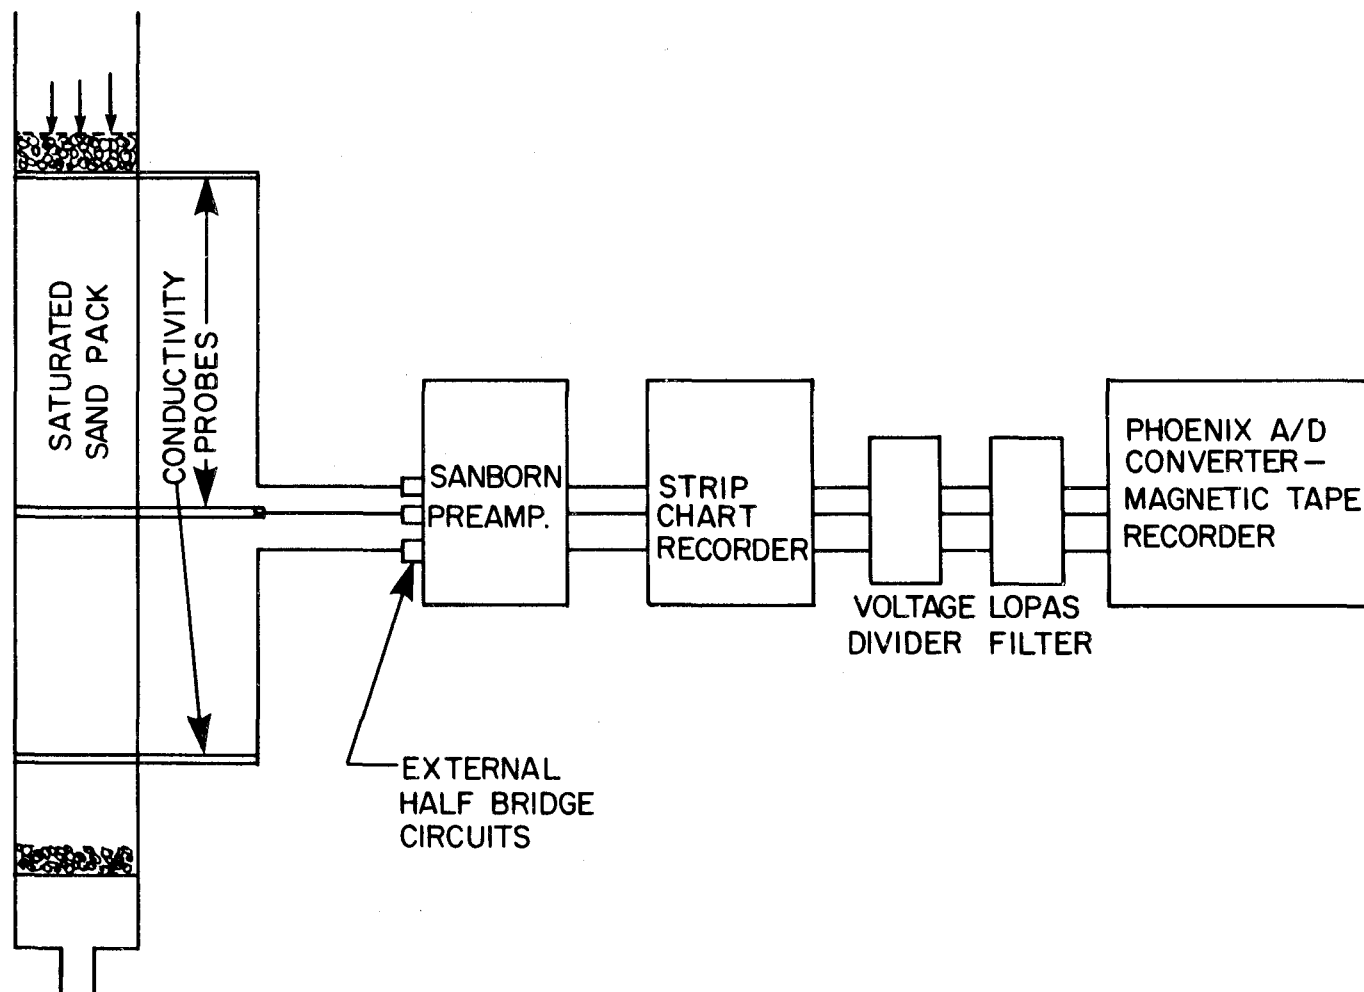 SATURATED
SAND PACK
CONDUCTIVITY
PROBES
SANBORN
PREAMP.
STRIP
CHART
RECORDER
VOLTAGE
DIVIDER
LOPAS
FILTER
PHOENIX A/D
CONVERTER—
MAGNETIC TAPE
RECORDER
EXTERNAL
HALF BRIDGE
CIRCUITS